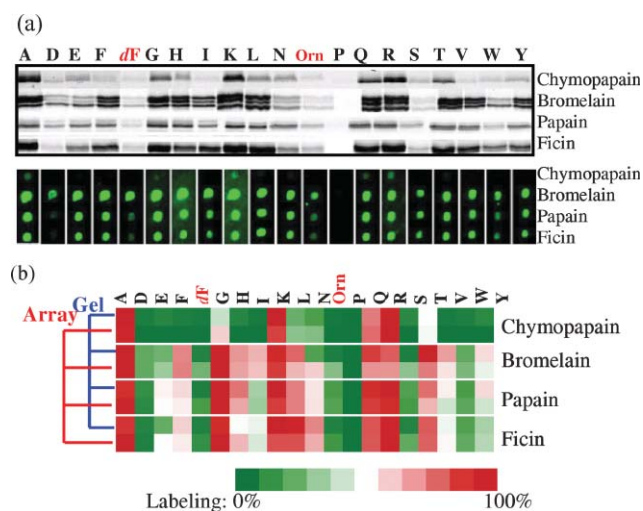 (a)
A D E F dF G H I K L N Orn P Q R S T V W Y
Chymopapain
Bromelain
Papain
Ficin
Chymopapain
Bromelain
Papain
Ficin
(b)
Array Gel A D E F dF G H I K L N Orn P Q R S T V W Y
Chymopapain
Bromelain
Papain
Ficin
Labeling: 0% 100%